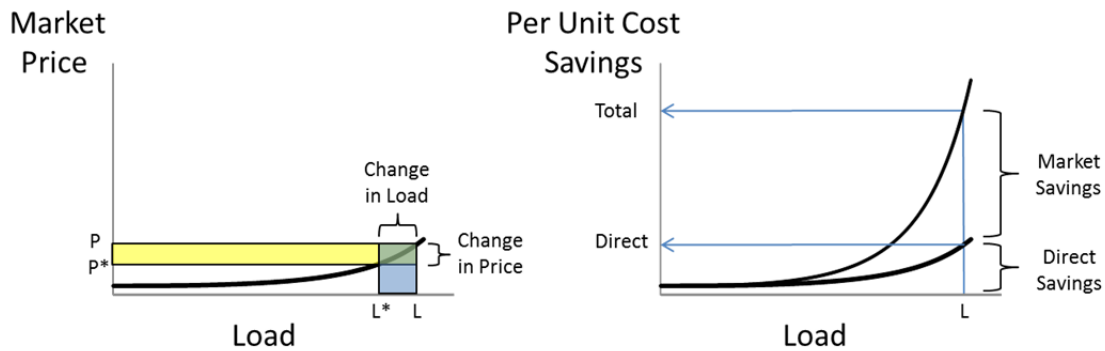 Market
Price
Change
in Load
P
P*
Change
in Price
L*
L
Load
Per Unit Cost
Savings
Total
Direct
Market
Savings
Direct
Savings
L
Load